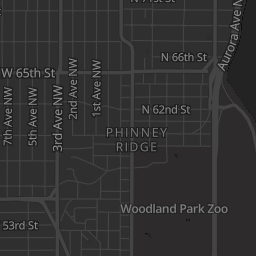 N 71st St
N 66th St
Aurora Ave N
W 65th St
7th Ave NW
5th Ave NW
3rd Ave NW
2nd Ave NW
1st Ave NW
N 62nd St
PHINNEY
RIDGE
Woodland Park Zoo
53rd St